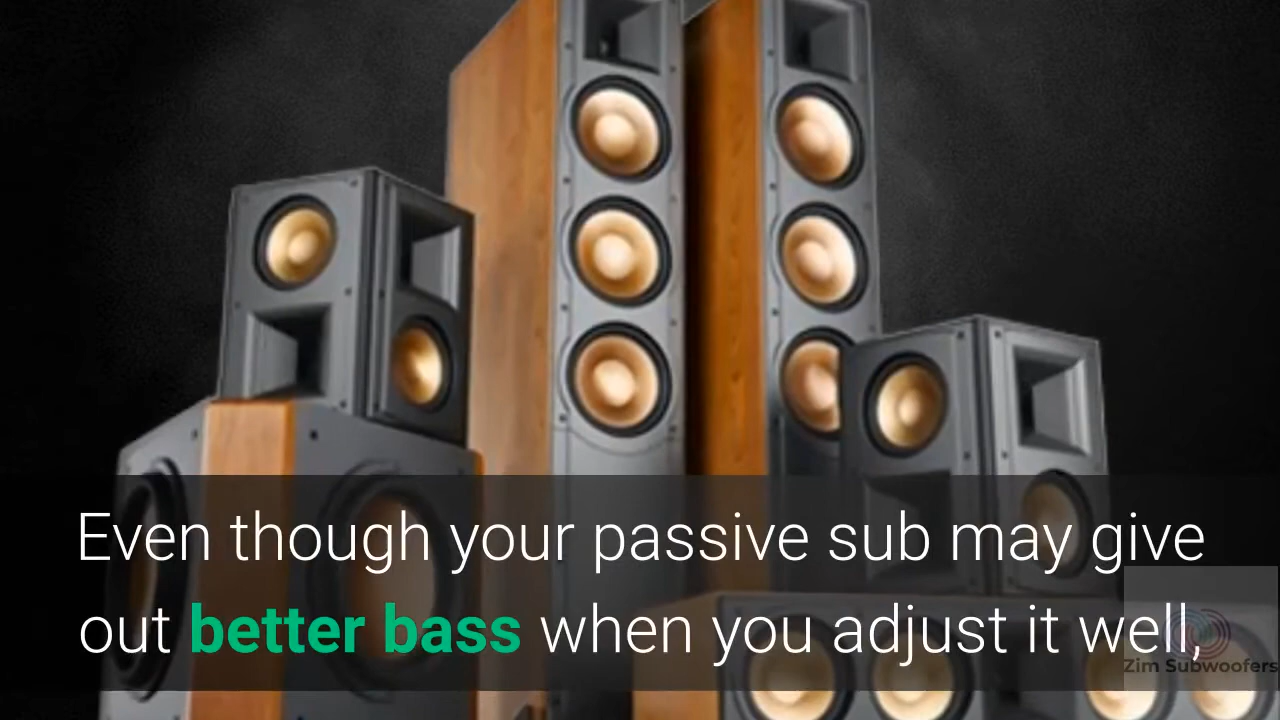 Even though your passive sub may give
out better bass when you adjust it well,
Zim Subwoofers